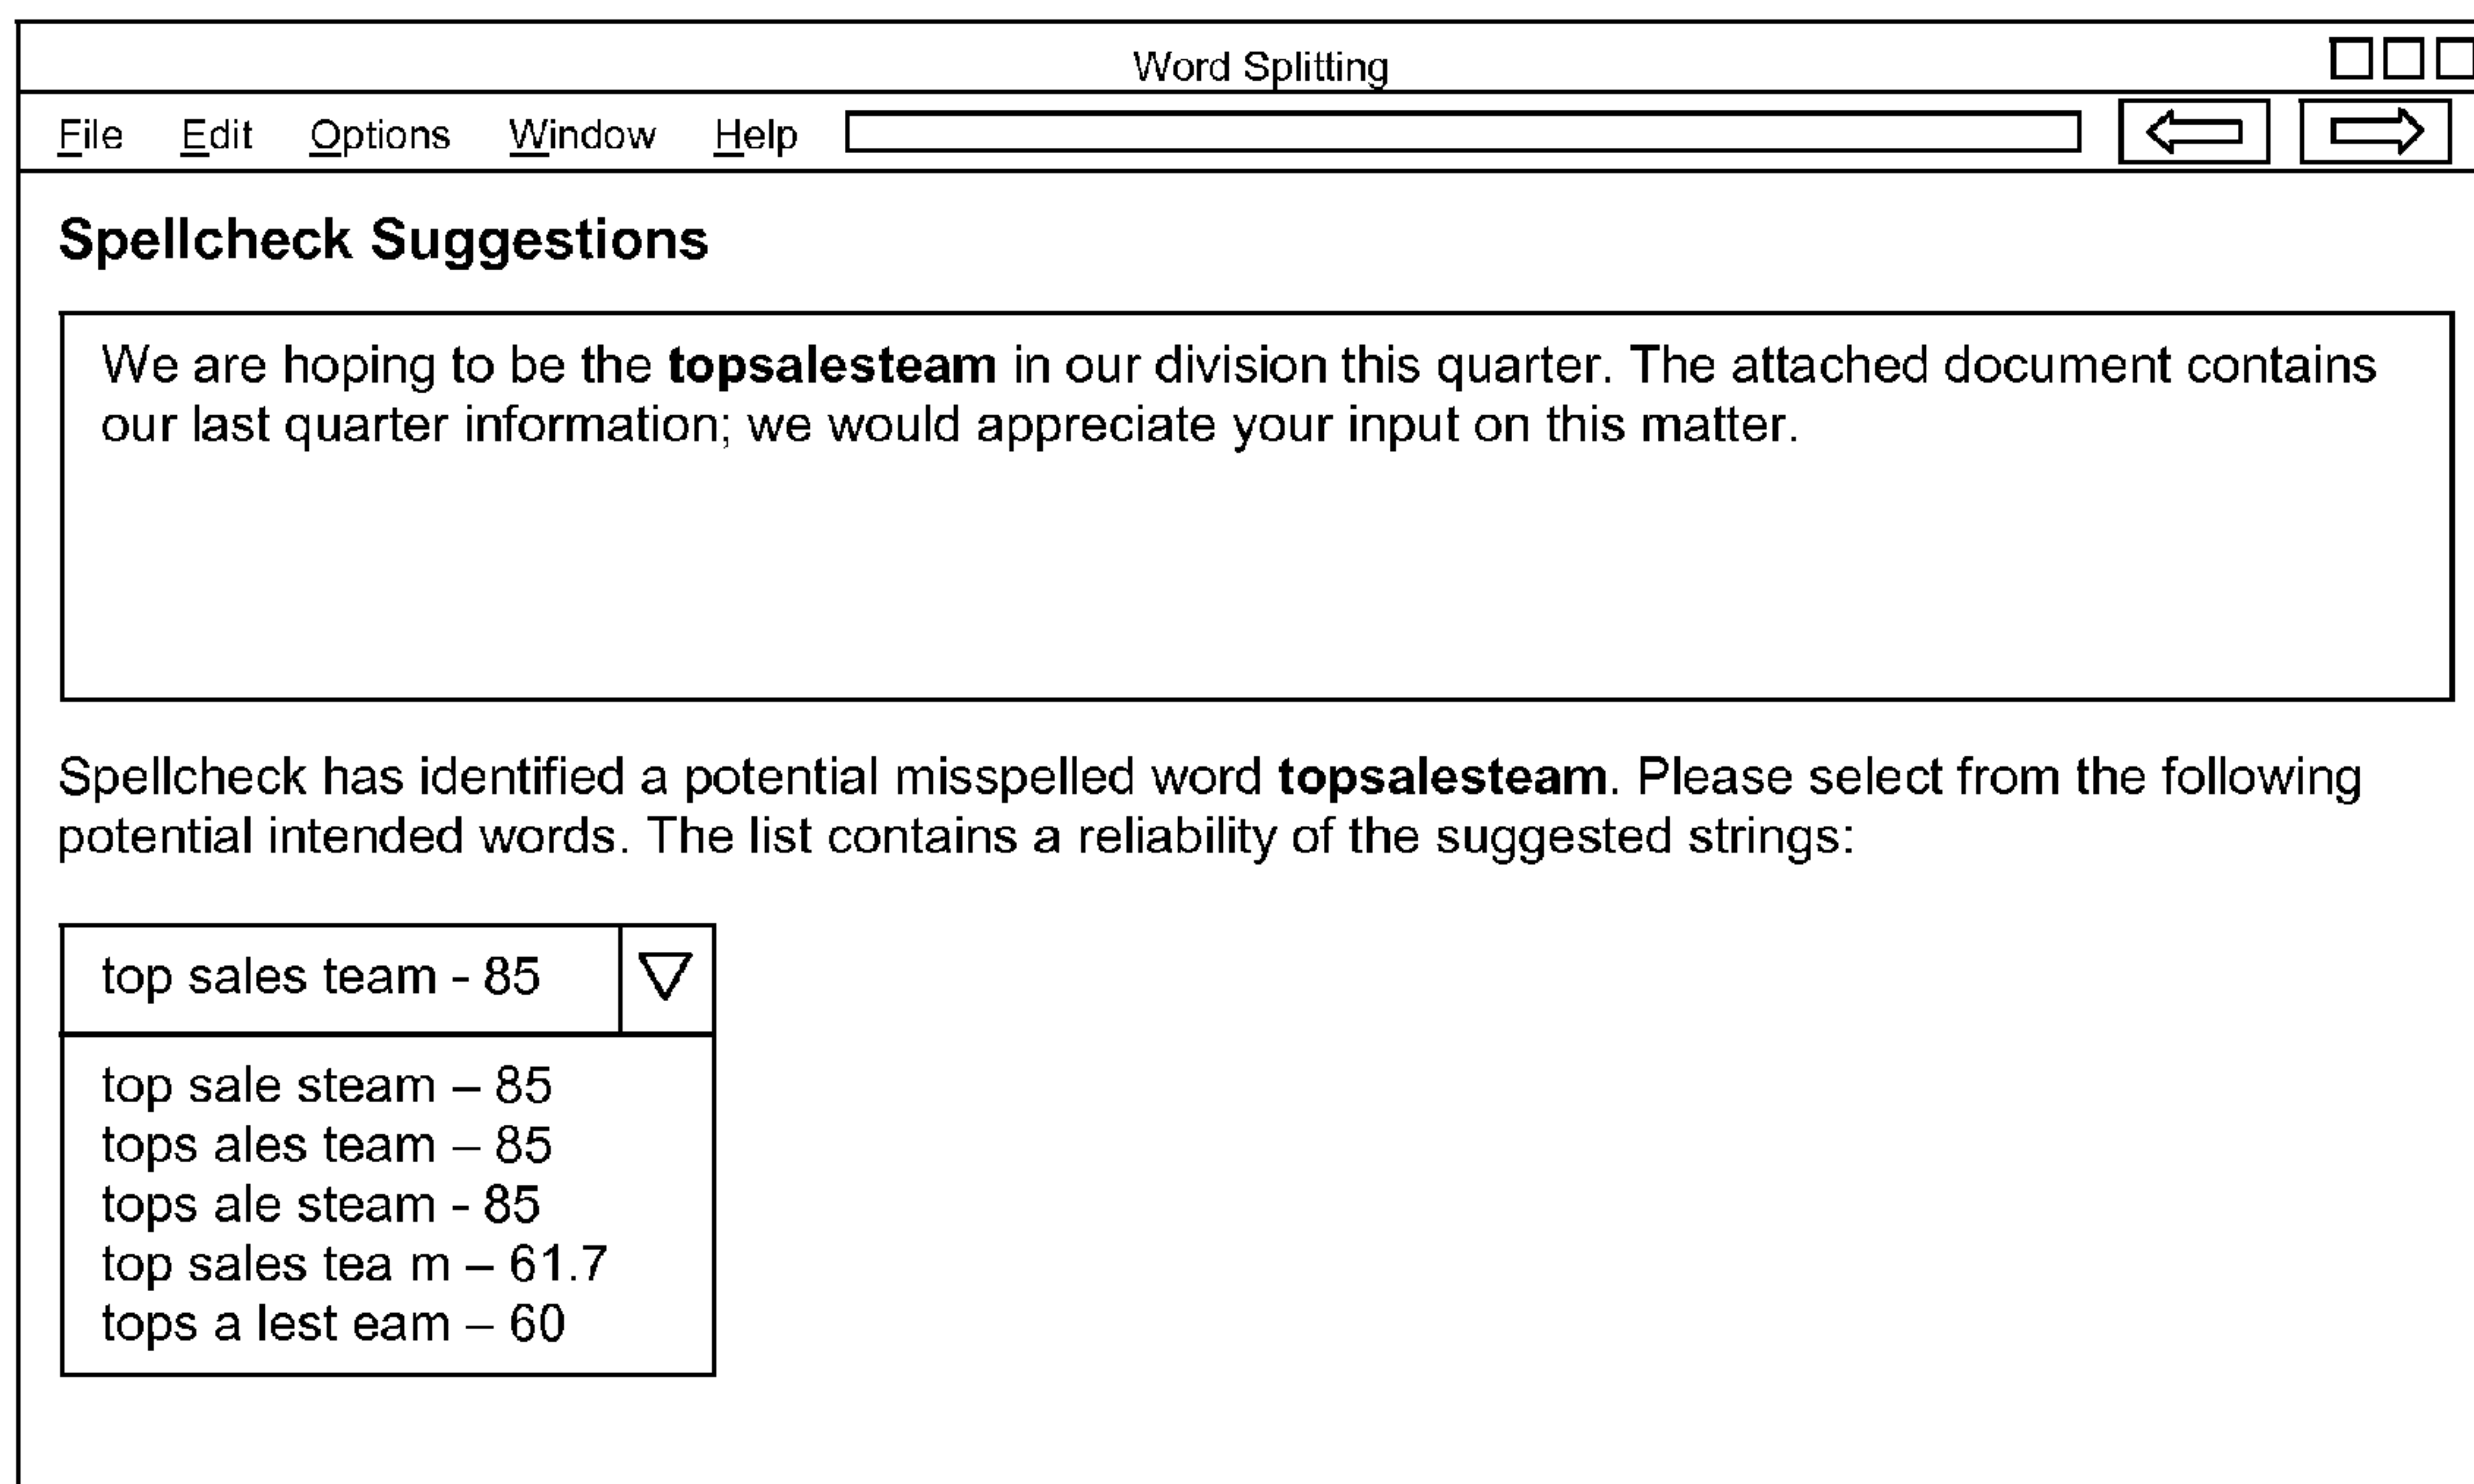 Word Splitting
File Edit Options Window Help
Spellcheck Suggestions
We are hoping to be the topsalesteam in our division this quarter. The attached document contains
our last quarter information; we would appreciate your input on this matter.
Spellcheck has identified a potential misspelled word topsalesteam. Please select from the following
potential intended words. The list contains a reliability of the suggested strings:
top sales team - 85
top sale steam – 85
tops ales team – 85
tops ale steam - 85
top sales tea m – 61.7
tops a lest eam – 60